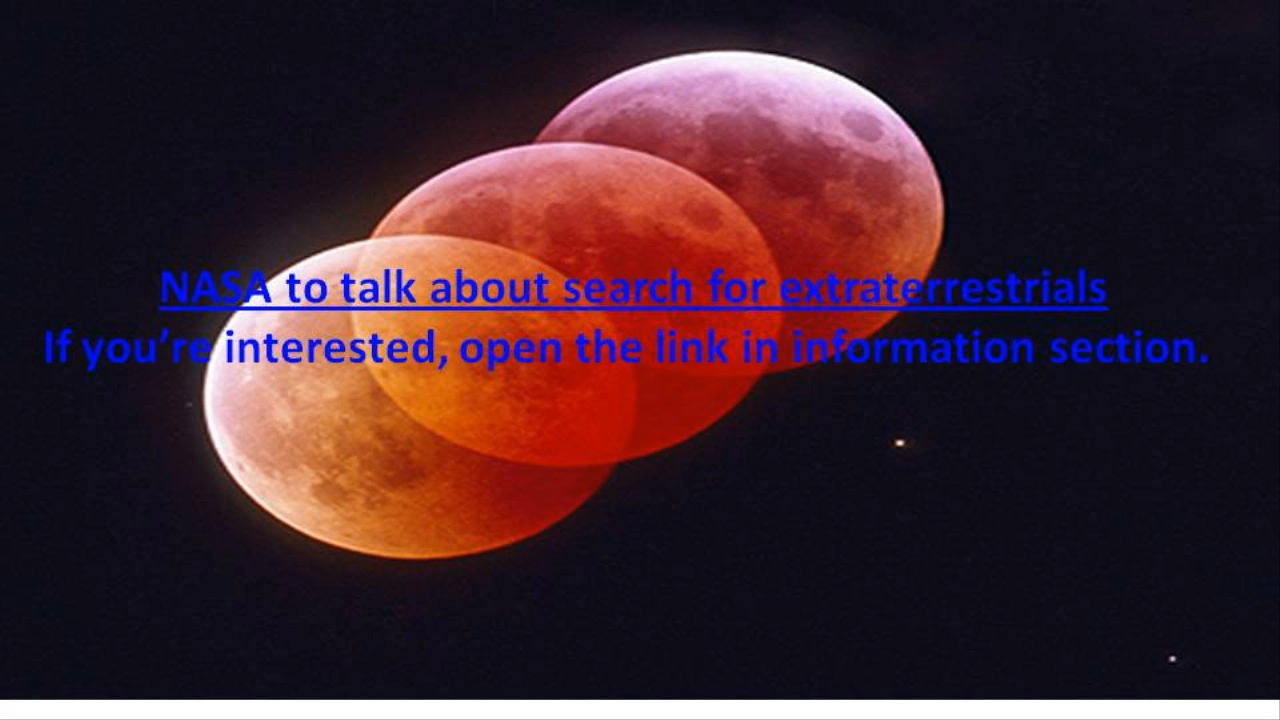 NASA to talk about search for extraterrestrials
If you’re interested, open the link in information section.